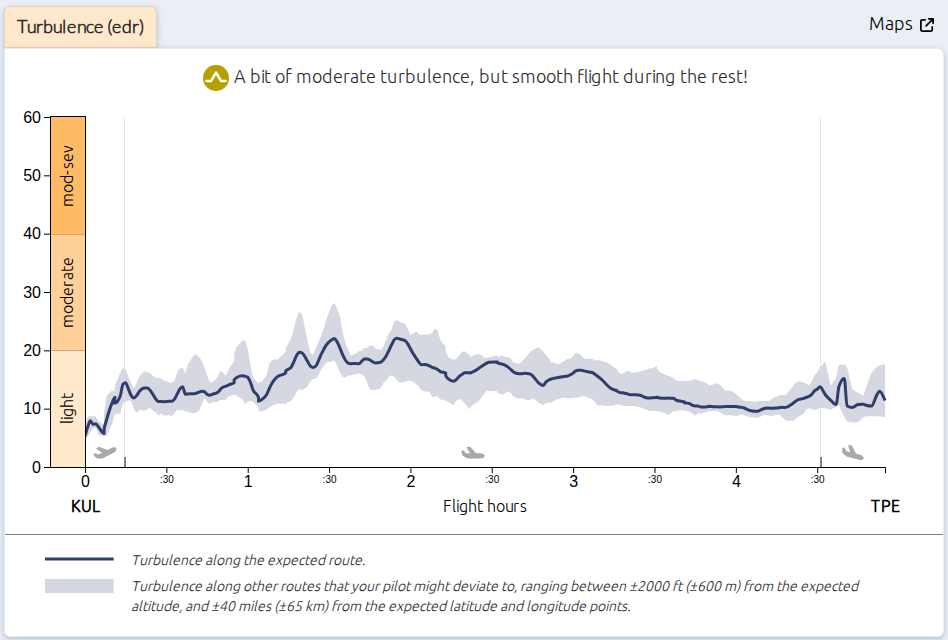 Turbulence (edr)
Maps
A bit of moderate turbulence, but smooth flight during the rest!
60
50
40
30
20
10
0
mod-sev
moderate
light
0
:30
1
:30
2
:30
3
:30
4
:30
KUL
Flight hours
TPE
Turbulence along the expected route.
Turbulence along other routes that your pilot might deviate to, ranging between ±2000 ft (±600 m) from the expected
altitude, and ±40 miles (±65 km) from the expected latitude and longitude points.